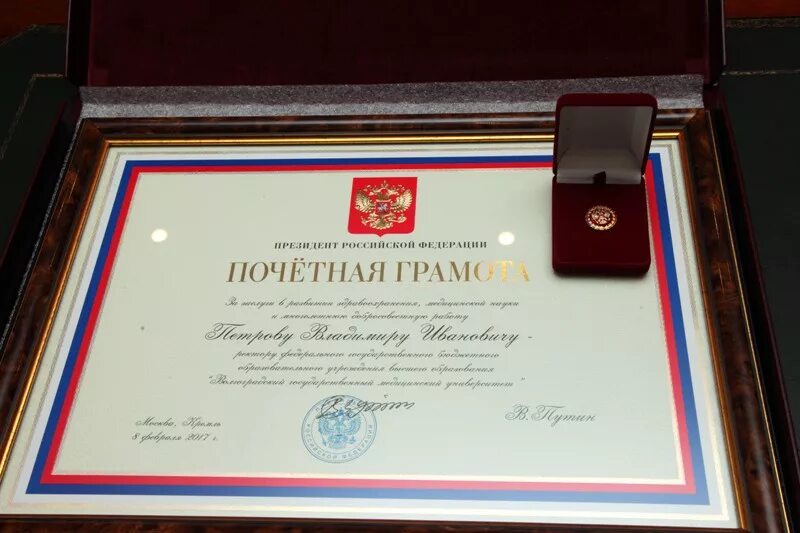 ПРЕЗИДЕНТ РОССИЙСКОЙ ФЕДЕРАЦИИ
ПОЧЁТНАЯ ГРАМОТА
За заслуги в развитии здравоохранения, медицинской науки
и многолетнюю добросовестную работу
Петрову Владимиру Ивановичу -
ректору федерального государственного бюджетного
образовательного учреждения высшего образования
"Волгоградский государственный медицинский университет"
Москва, Кремль
8 февраля 2017 г.
В.Путин